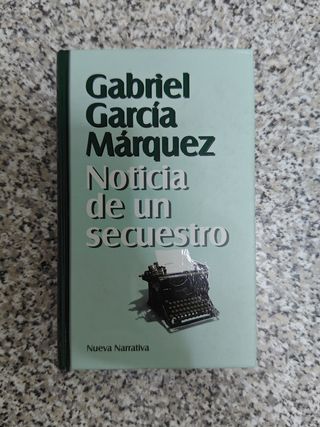 Gabriel
García
Márquez
Noticia
de un
secuestro
Nueva Narrativa